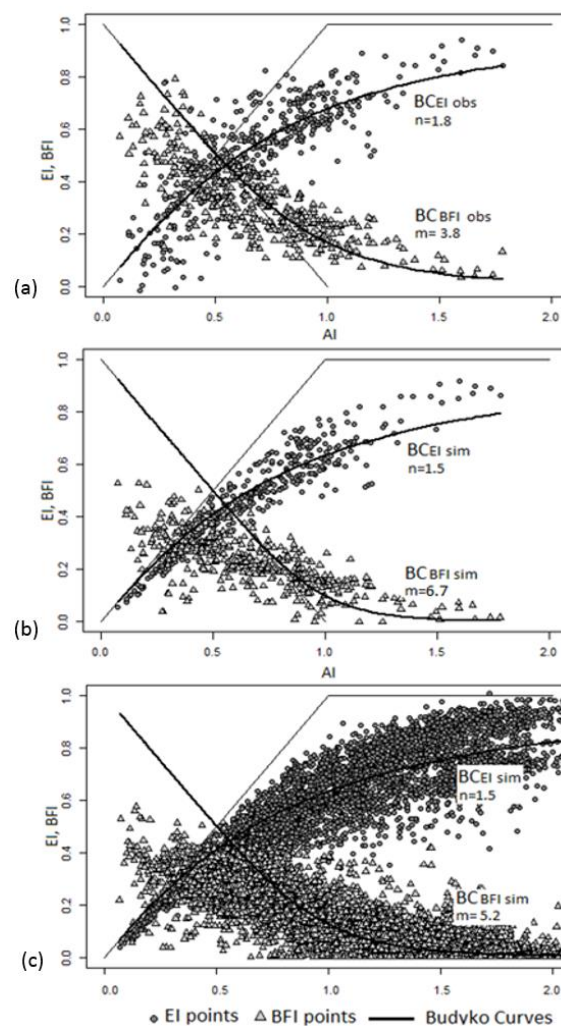 1.0
0.8
0.6
0.4
0.2
0.0
EI, BFI
BCEI obs
n=1.8
BC BFI obs
m= 3.8
(a)
0.0 0.5 1.0 1.5 2.0
AI
1.0
0.8
0.6
0.4
0.2
0.0
EI, BFI
BCEI sim
n=1.5
BC BFI sim
m=6.7
(b)
0.0 0.5 1.0 1.5 2.0
AI
1.0
0.8
0.6
0.4
0.2
0.0
EI, BFI
BCEI sim
n=1.5
BC BFI sim
m= 5.2
(c)
0.0 0.5 1.0 1.5 2.0
EI points BFI points Budyko Curves